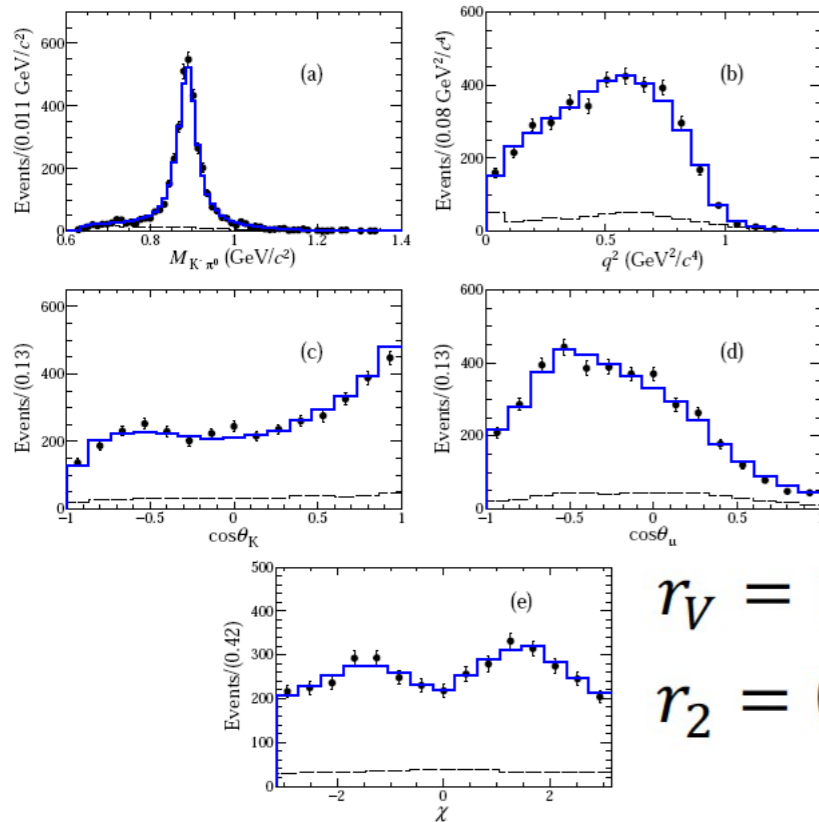 Events/(0.011 GeV/c²)
600
400
200
0
(a)
0.6 0.8 1 1.2 1.4
M_K⁻π⁰ (GeV/c²)
Events/(0.08 GeV²/c⁴)
600
400
200
0
(b)
0 0.5 1
q² (GeV²/c⁴)
Events/(0.13)
600
400
200
0
(c)
−1 −0.5 0 0.5 1
cosθ_K
Events/(0.13)
600
400
200
0
(d)
−1 −0.5 0 0.5 1
cosθ_μ
Events/(0.42)
500
400
300
200
100
0
(e)
−2 0 2
χ
r_V =
r_2 =